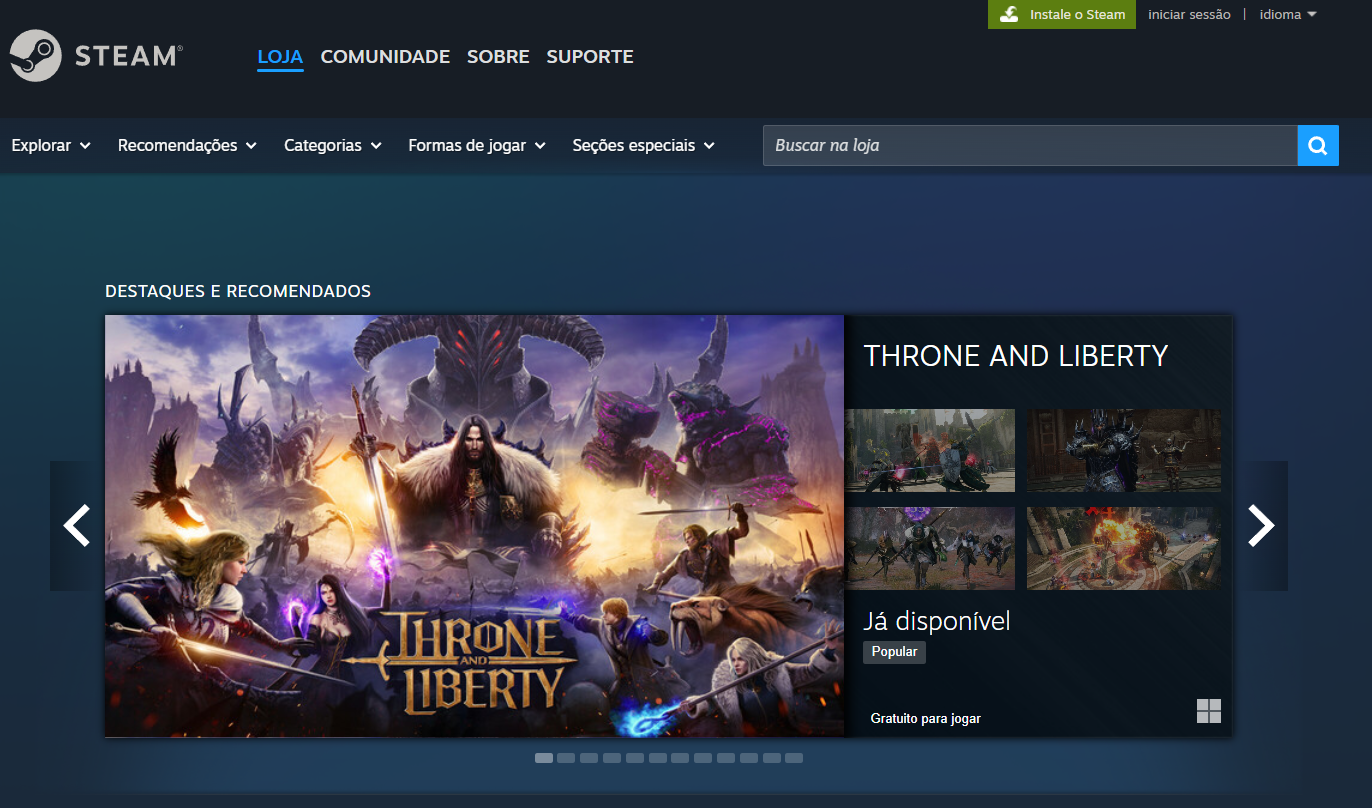 Instale o Steam
iniciar sessão | idioma
STEAM®
LOJA COMUNIDADE SOBRE SUPORTE
Explorar Recomendações Categorias Formas de jogar Seções especiais
Buscar na loja
DESTAQUES E RECOMENDADOS
THRONE AND LIBERTY
THRONE
AND
LIBERTY
Já disponível
Popular
Gratuito para jogar